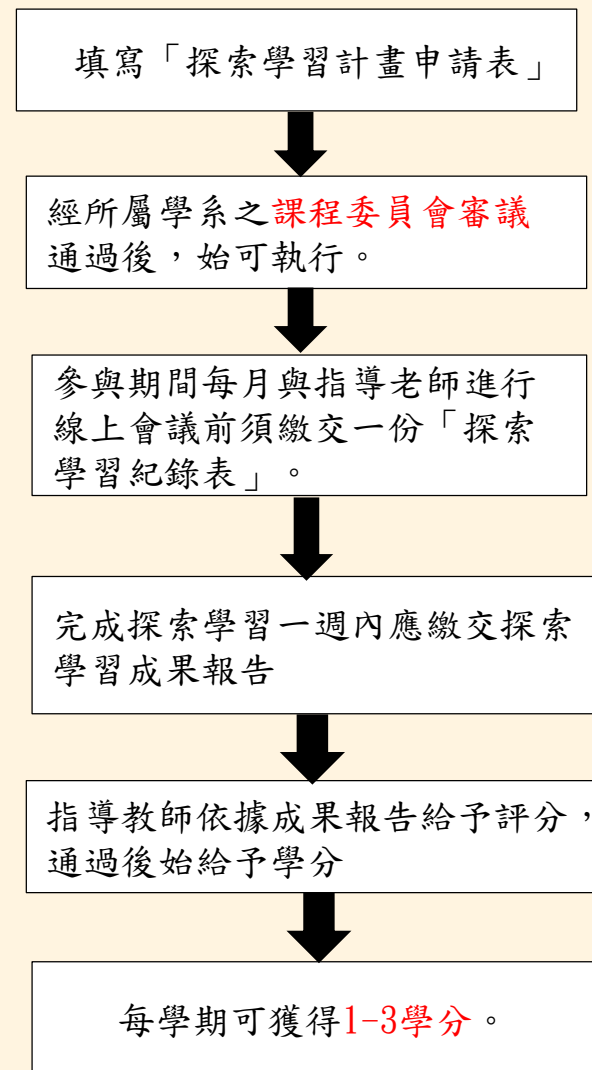 填寫「探索學習計畫申請表」
經所屬學系之課程委員會審議
通過後，始可執行。
參與期間每月與指導老師進行
線上會議前須繳交一份「探索
學習紀錄表」。
完成探索學習一週內應繳交探索
學習成果報告
指導教師依據成果報告給予評分，
通過後始給予學分
每學期可獲得1-3學分。